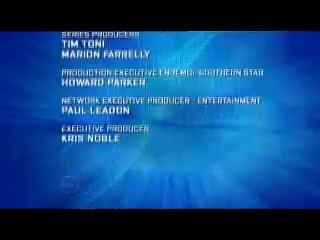 SERIES PRODUCERS
TIM TONI
MARION FARRELLY
PRODUCTION EXECUTIVE ENDEMOL SOUTHERN STAR
HOWARD PARKER
NETWORK EXECUTIVE PRODUCER - ENTERTAINMENT
PAUL LEADON
EXECUTIVE PRODUCER
KRIS NOBLE